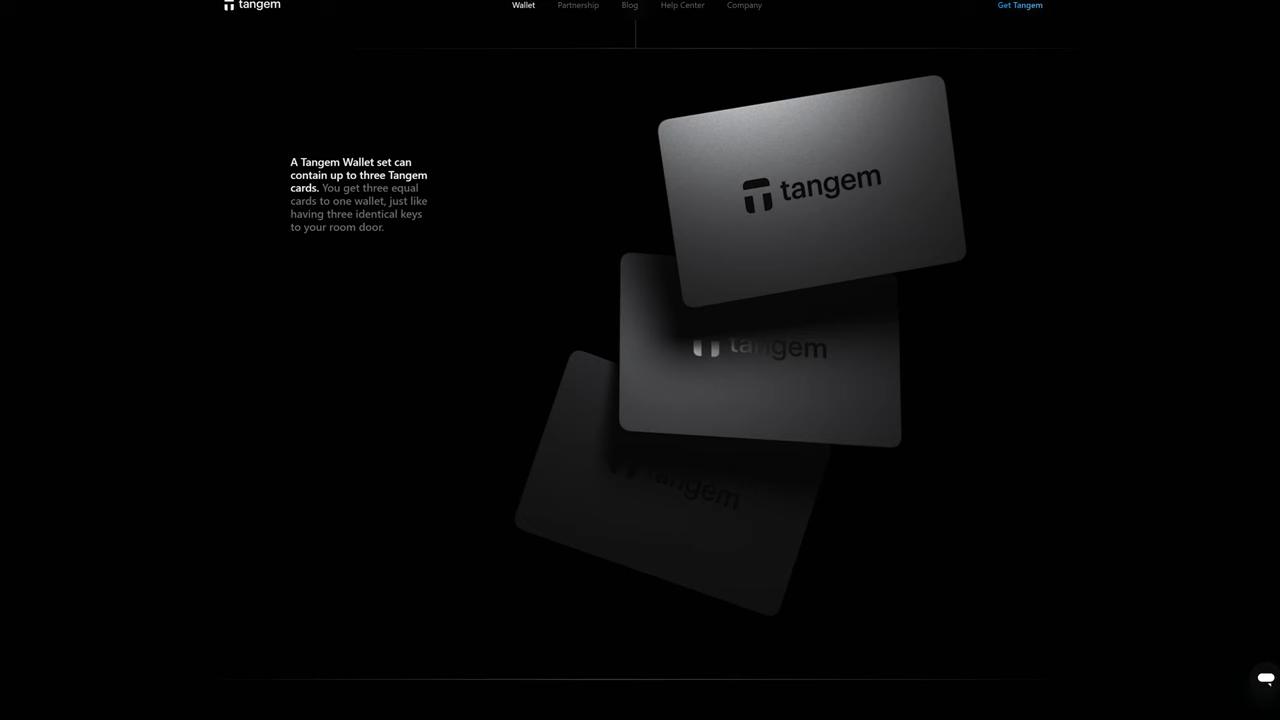 tangem
Wallet
Partnership
Blog
Help Center
Company
Get Tangem
A Tangem Wallet set can
contain up to three Tangem
cards. You get three equal
cards to one wallet, just like
having three identical keys
to your room door.
tangem
tangem
tangem